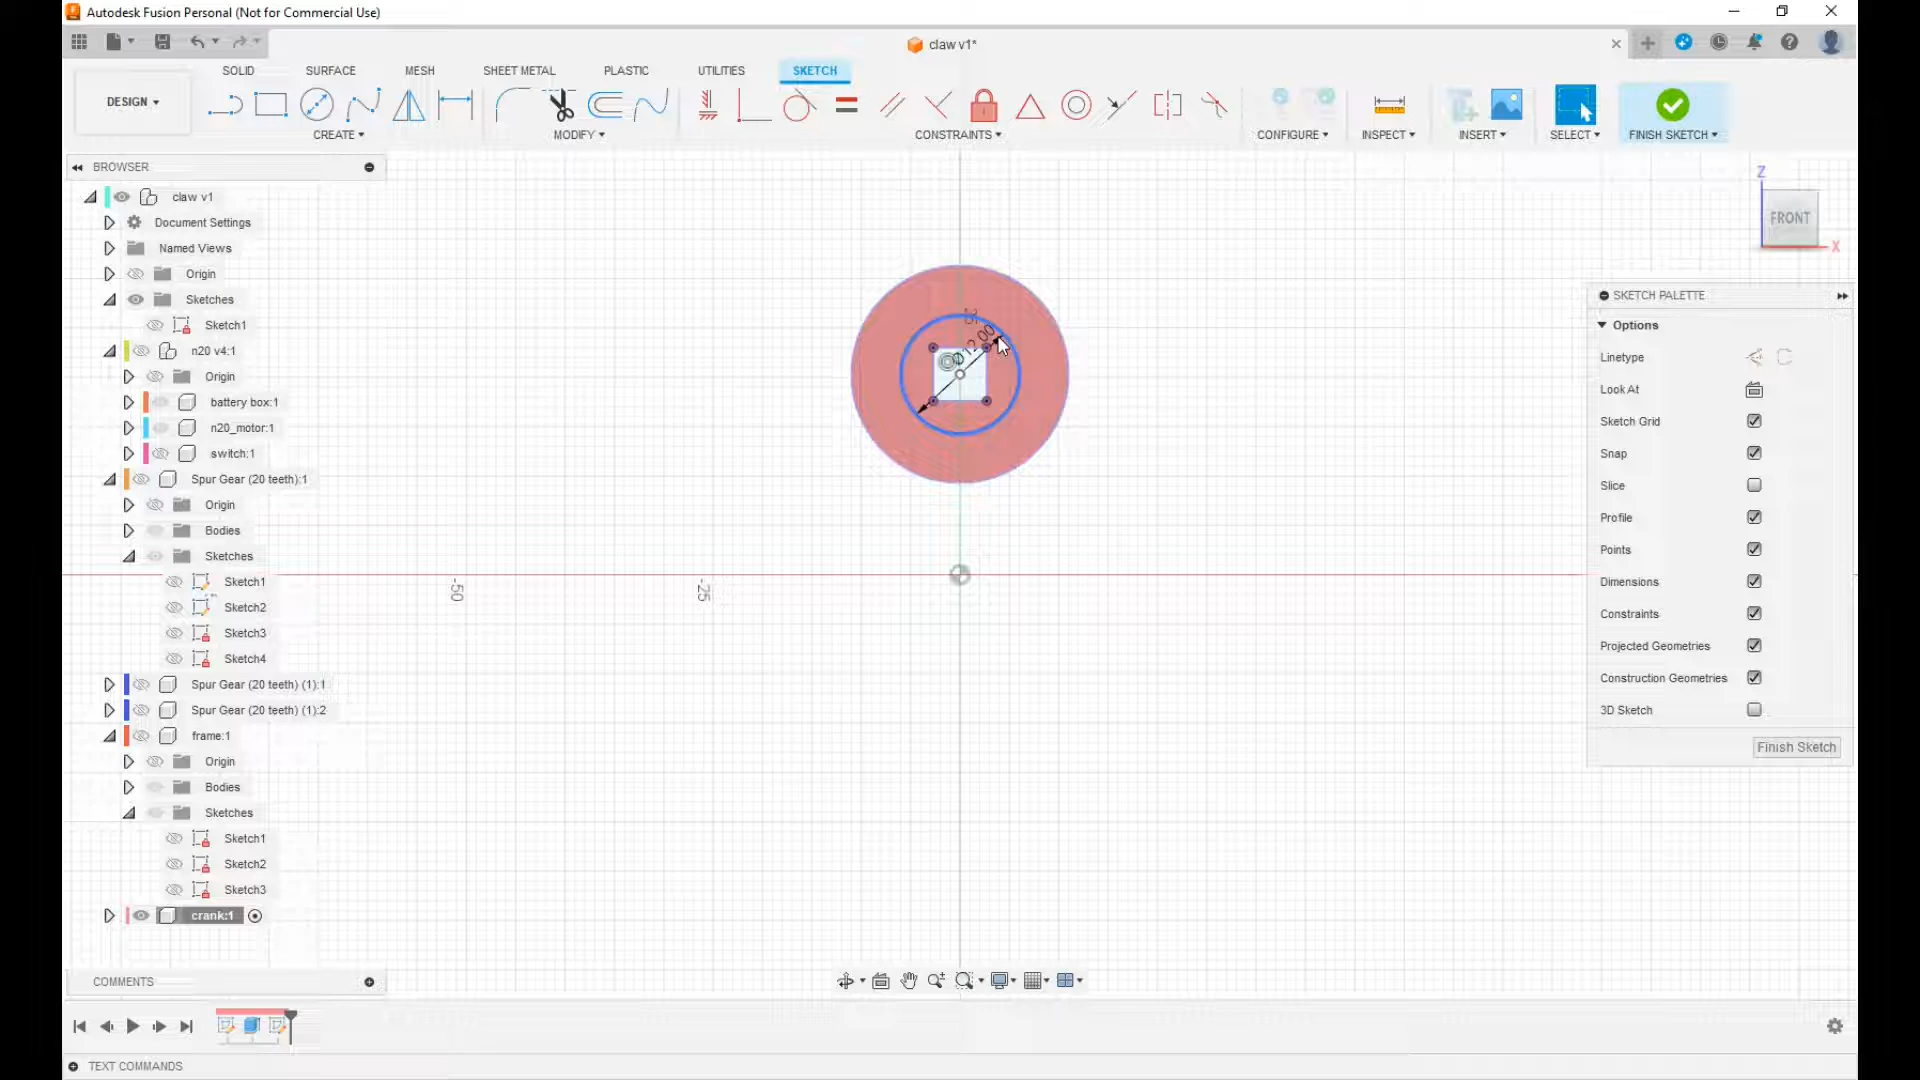 Autodesk Fusion Personal (Not for Commercial Use)
claw v1*
SOLID SURFACE MESH SHEET METAL PLASTIC UTILITIES SKETCH
DESIGN
CREATE MODIFY CONSTRAINTS CONFIGURE INSPECT INSERT SELECT FINISH SKETCH
BROWSER
claw v1
Document Settings
Named Views
Origin
Sketches
Sketch1
n20 v4:1
Origin
battery box:1
n20_motor:1
switch:1
Spur Gear (20 teeth):1
Origin
Bodies
Sketches
Sketch1
Sketch2
Sketch3
Sketch4
Spur Gear (20 teeth) (1):1
Spur Gear (20 teeth) (1):2
frame:1
Origin
Bodies
Sketches
Sketch1
Sketch2
Sketch3
crank:1
COMMENTS
Z
FRONT
X
25
Ø12.00
-50
-25
SKETCH PALETTE
Options
Linetype
Look At
Sketch Grid
Snap
Slice
Profile
Points
Dimensions
Constraints
Projected Geometries
Construction Geometries
3D Sketch
Finish Sketch
TEXT COMMANDS